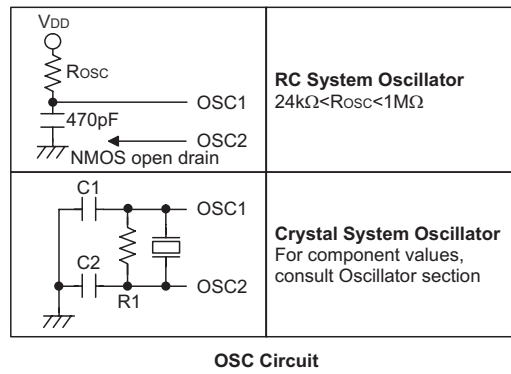 VDD
ROSC
OSC1
470pF
OSC2
NMOS open drain
RC System Oscillator
24kΩ<ROSC<1MΩ
C1
OSC1
C2
R1
OSC2
Crystal System Oscillator
For component values,
consult Oscillator section
OSC Circuit